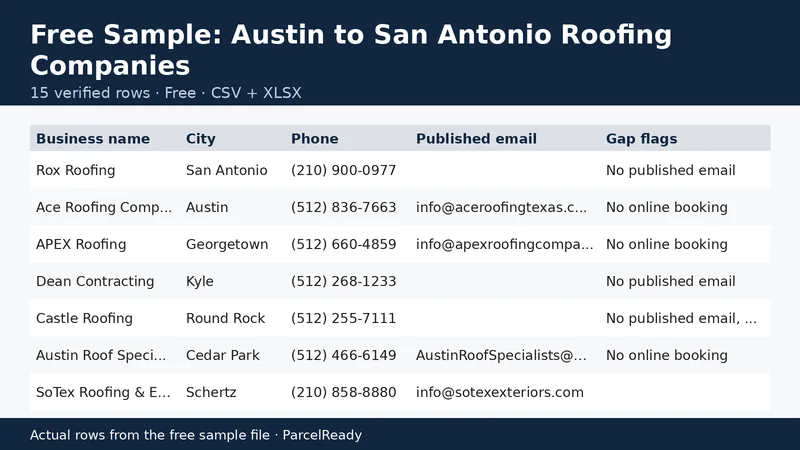 Free Sample: Austin to San Antonio Roofing
Companies
15 verified rows · Free · CSV + XLSX
Business name City Phone Published email Gap flags
Rox Roofing San Antonio (210) 900-0977 No published email
Ace Roofing Comp... Austin (512) 836-7663 info@aceroofingtexas.c... No online booking
APEX Roofing Georgetown (512) 660-4859 info@apexroofingcompa... No online booking
Dean Contracting Kyle (512) 268-1233 No published email
Castle Roofing Round Rock (512) 255-7111 No published email, ...
Austin Roof Speci... Cedar Park (512) 466-6149 AustinRoofSpecialists@... No online booking
SoTex Roofing & E... Schertz (210) 858-8880 info@sotexexteriors.com
Actual rows from the free sample file · ParcelReady